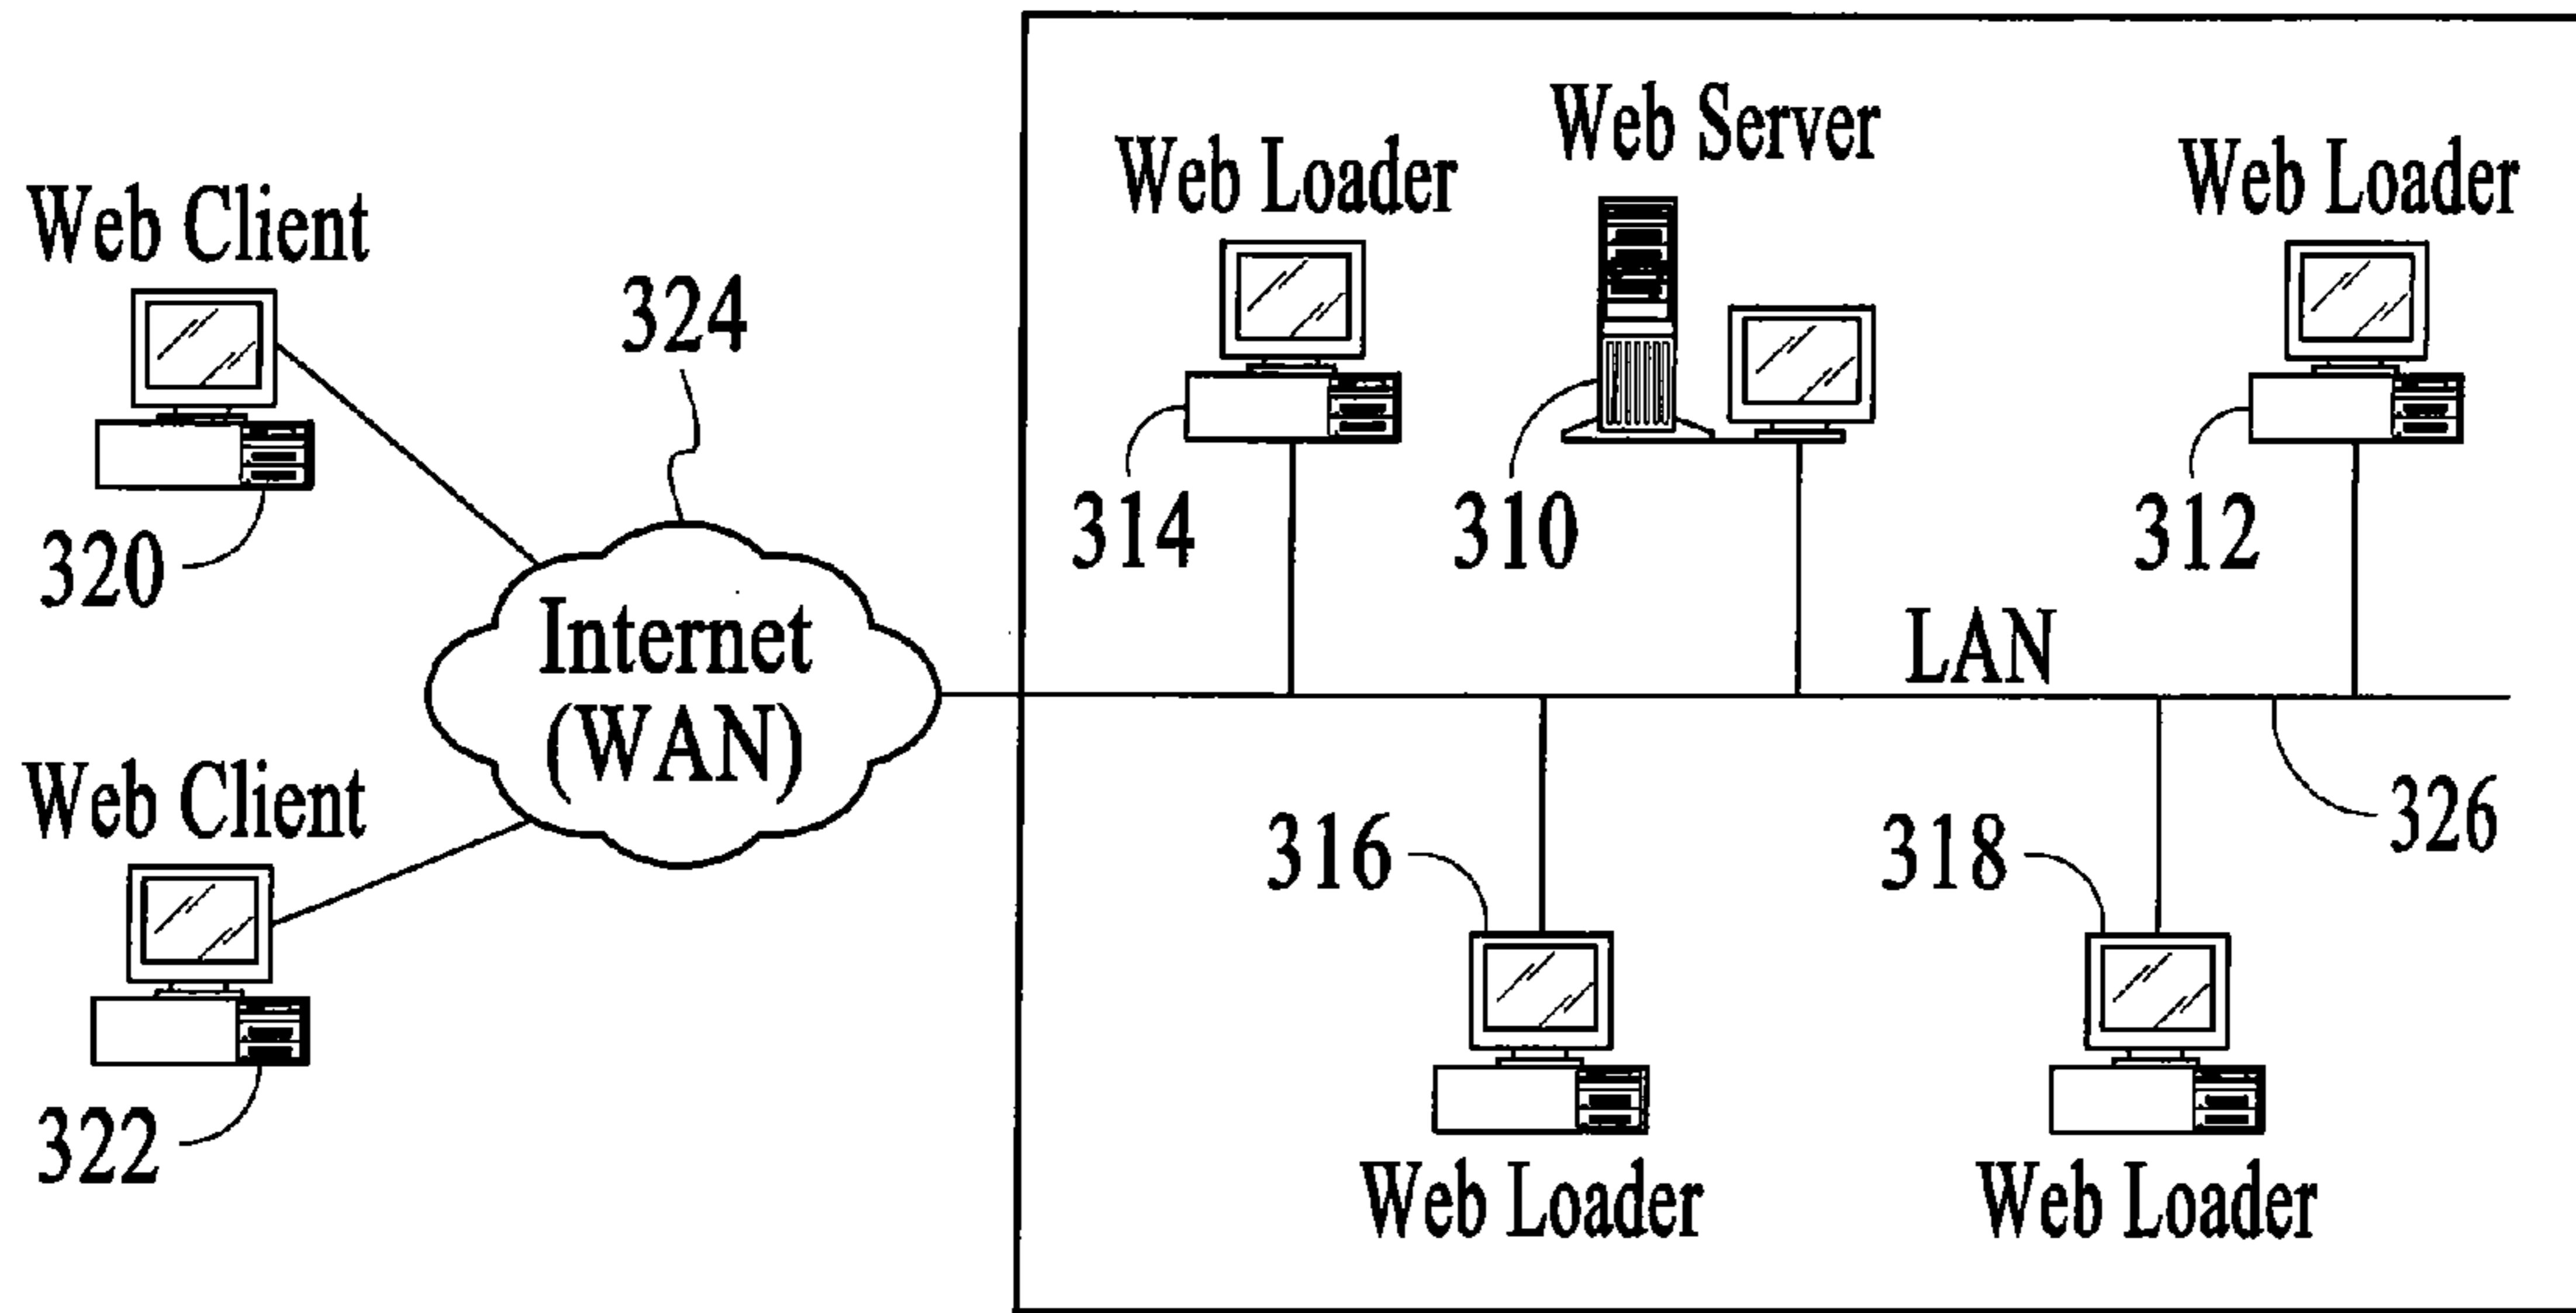 Web Client
320
Web Client
322
324
Internet
(WAN)
Web Loader
314
Web Server
310
Web Loader
312
LAN
326
316
Web Loader
318
Web Loader